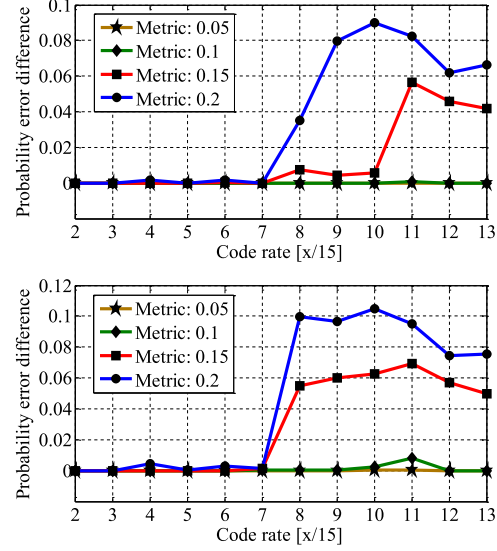 Probability error difference
0.1
0.08
0.06
0.04
0.02
0
Metric: 0.05
Metric: 0.1
Metric: 0.15
Metric: 0.2
2 3 4 5 6 7 8 9 10 11 12 13
Code rate [x/15]
Probability error difference
0.12
0.1
0.08
0.06
0.04
0.02
0
Metric: 0.05
Metric: 0.1
Metric: 0.15
Metric: 0.2
2 3 4 5 6 7 8 9 10 11 12 13
Code rate [x/15]